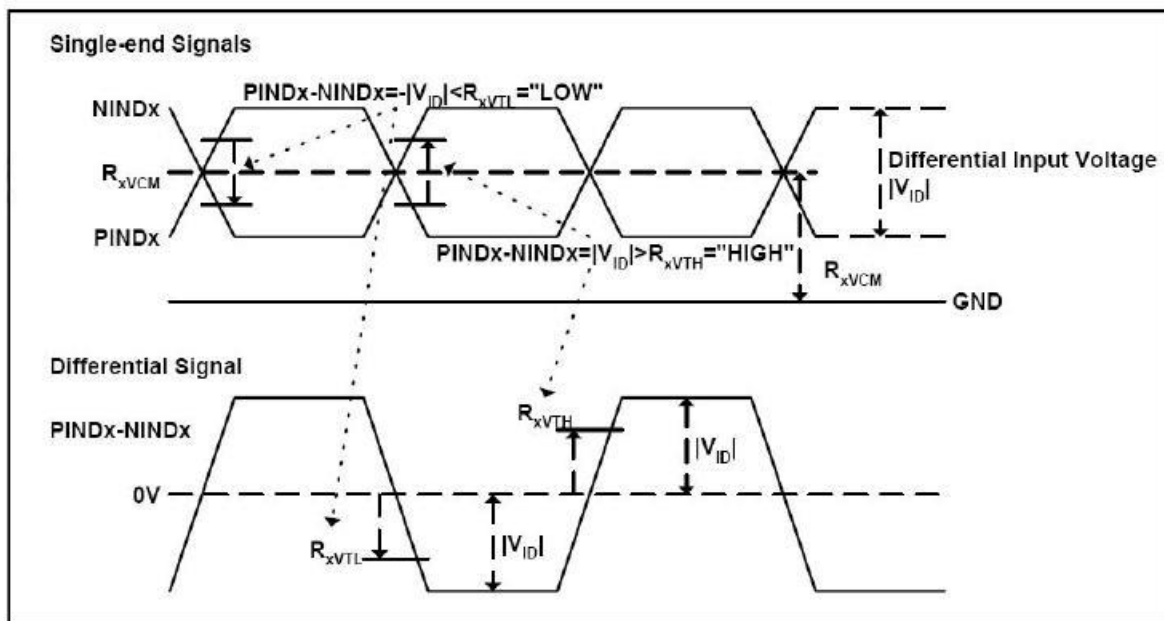 Single-end Signals
PINDx-NINDx=-|VID|<RxVTL="LOW"
NINDx
RxVCM
Differential Input Voltage
|VID|
PINDx
PINDx-NINDx=|VID|>RxVTH="HIGH"
RxVCM
GND
Differential Signal
RxVTH
PINDx-NINDx
|VID|
0V
RxVTL
|VID|